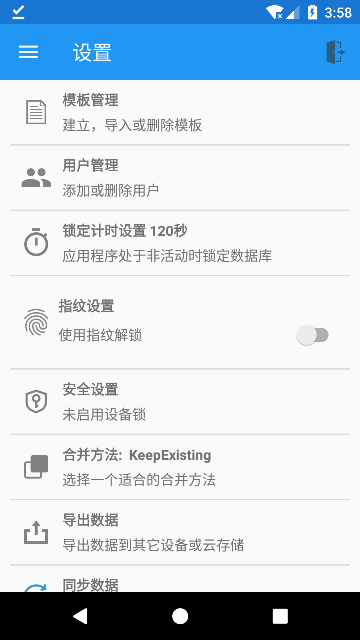 3:58
设置
模板管理
建立，导入或删除模板
用户管理
添加或删除用户
锁定计时设置 120秒
应用程序处于非活动时锁定数据库
指纹设置
使用指纹解锁
安全设置
未启用设备锁
合并方法: KeepExisting
选择一个适合的合并方法
导出数据
导出数据到其它设备或云存储
同步数据